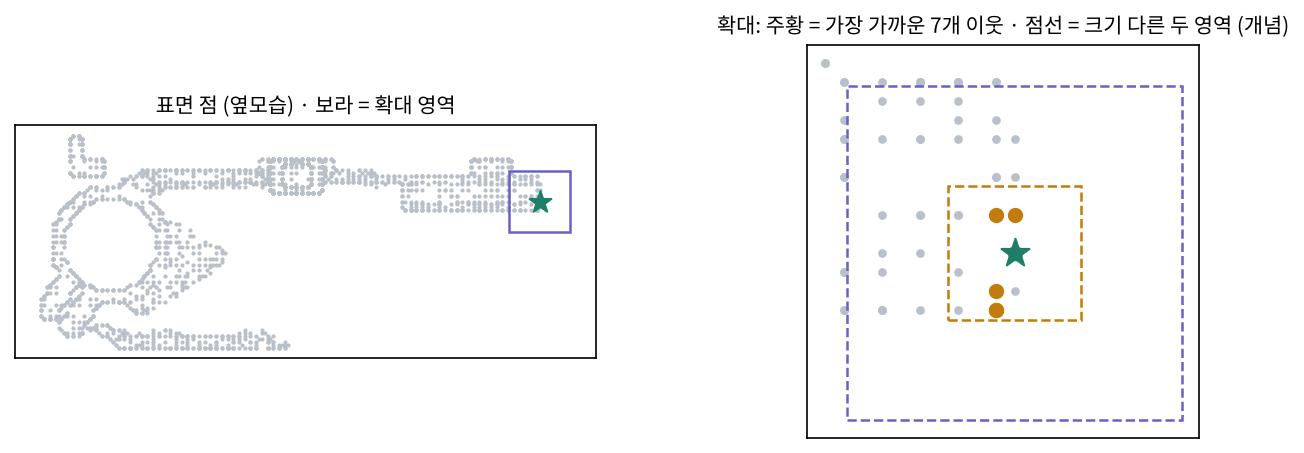 표면 점 (옆모습) · 보라 = 확대 영역
확대: 주황 = 가장 가까운 7개 이웃 · 점선 = 크기 다른 두 영역 (개념)